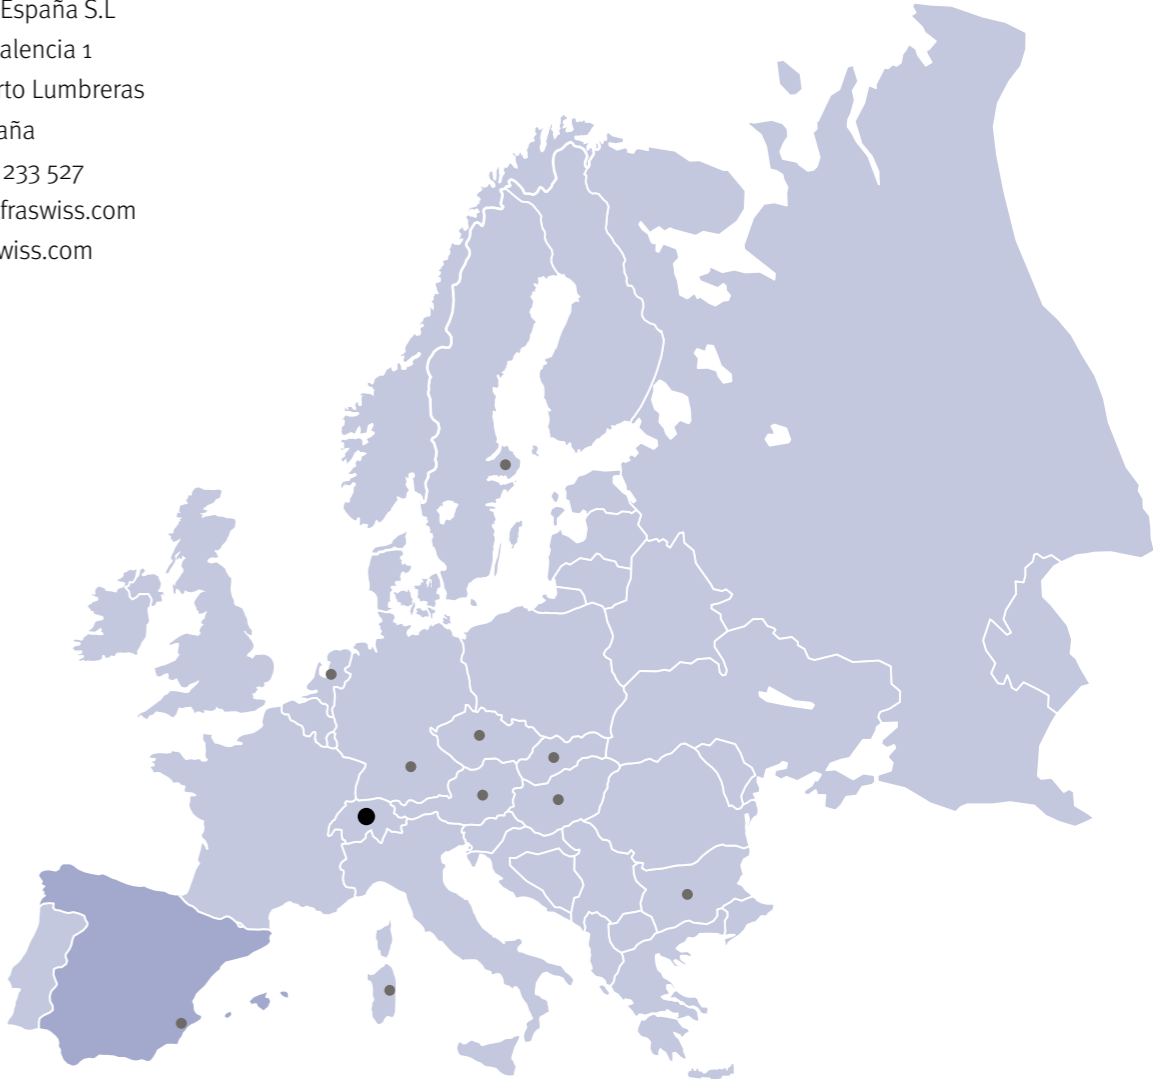 España S.L
alencia 1
rto Lumbreras
aña
233 527
fraswiss.com
wiss.com